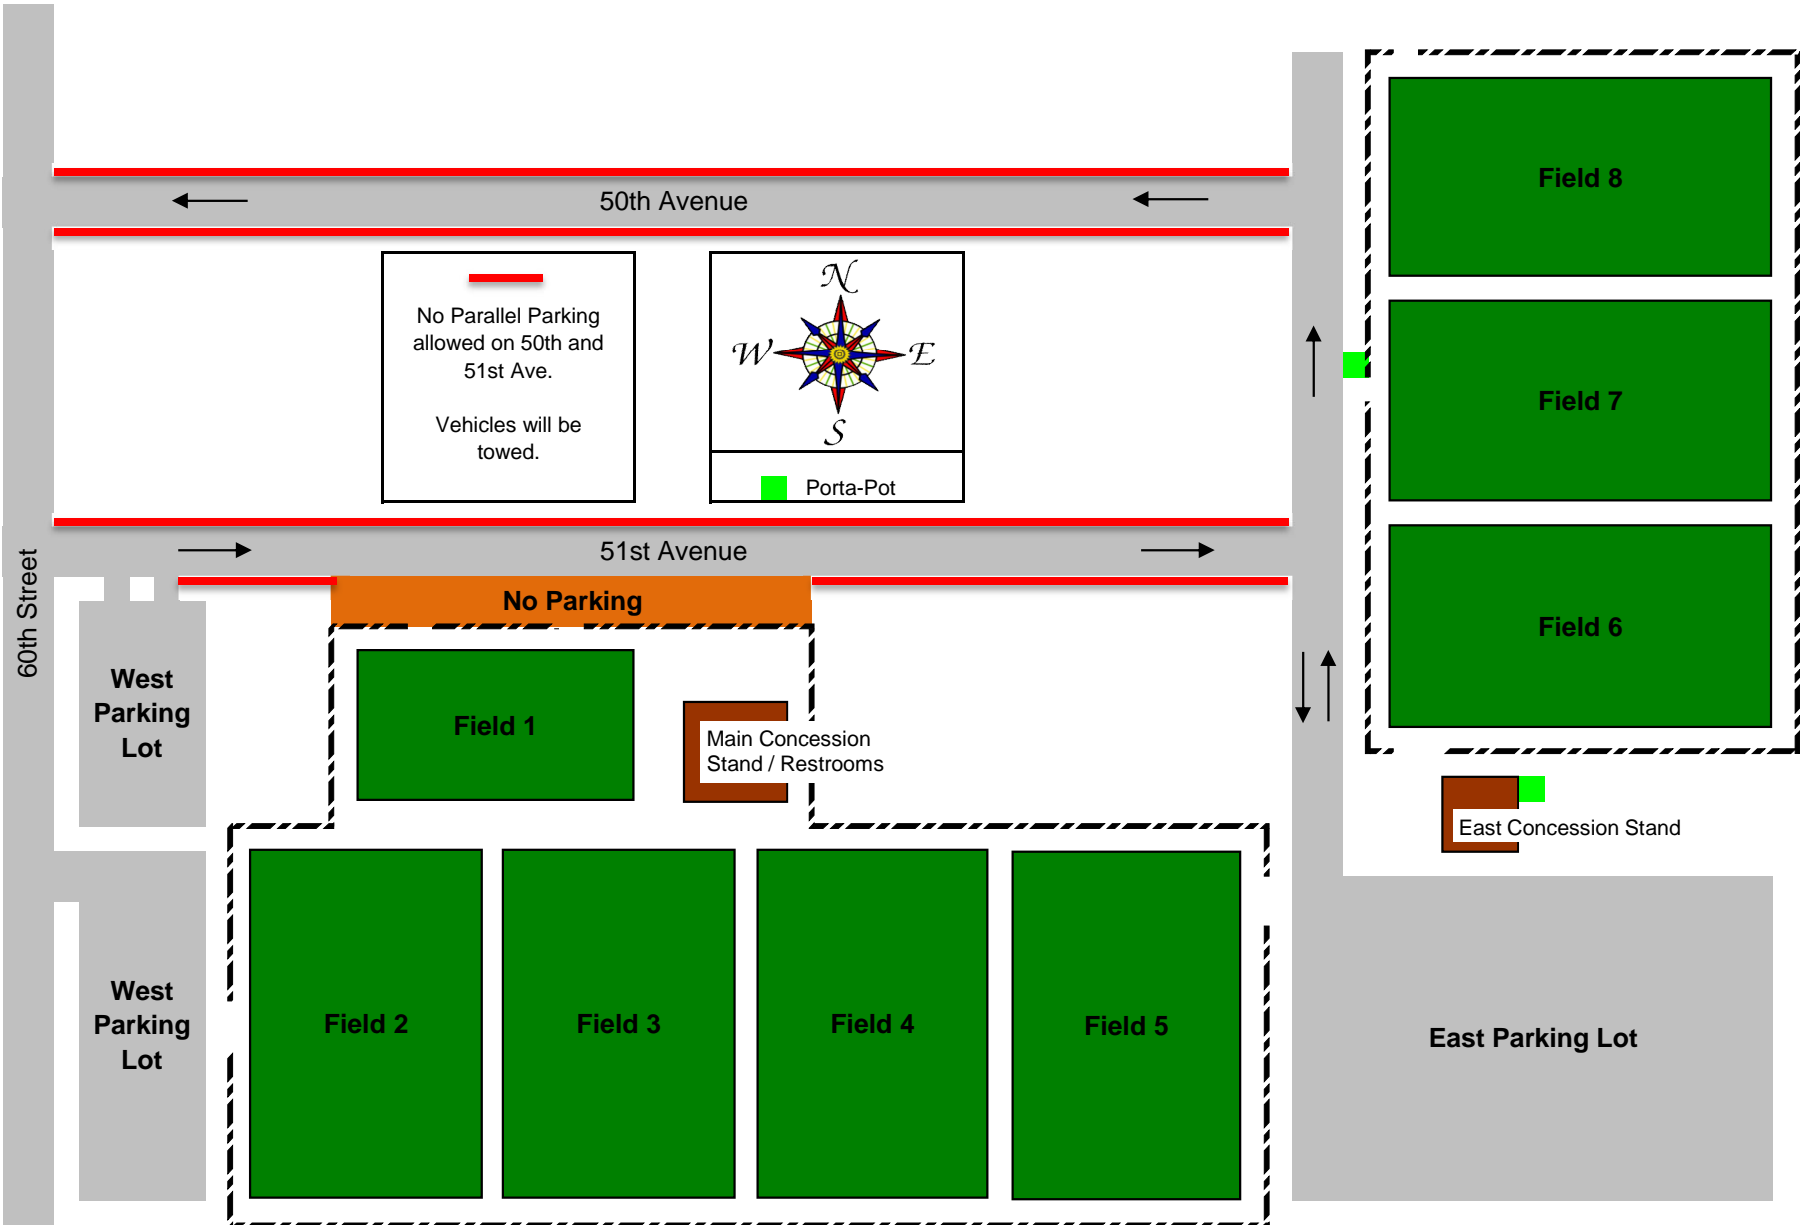 Field 8
50th Avenue
No Parallel Parking
allowed on 50th and
51st Ave.
Vehicles will be
towed.
N
W
E
S
Porta-Pot
Field 7
51st Avenue
60th Street
No Parking
Field 6
West
Parking
Lot
Field 1
Main Concession
Stand / Restrooms
East Concession Stand
West
Parking
Lot
Field 2
Field 3
Field 4
Field 5
East Parking Lot